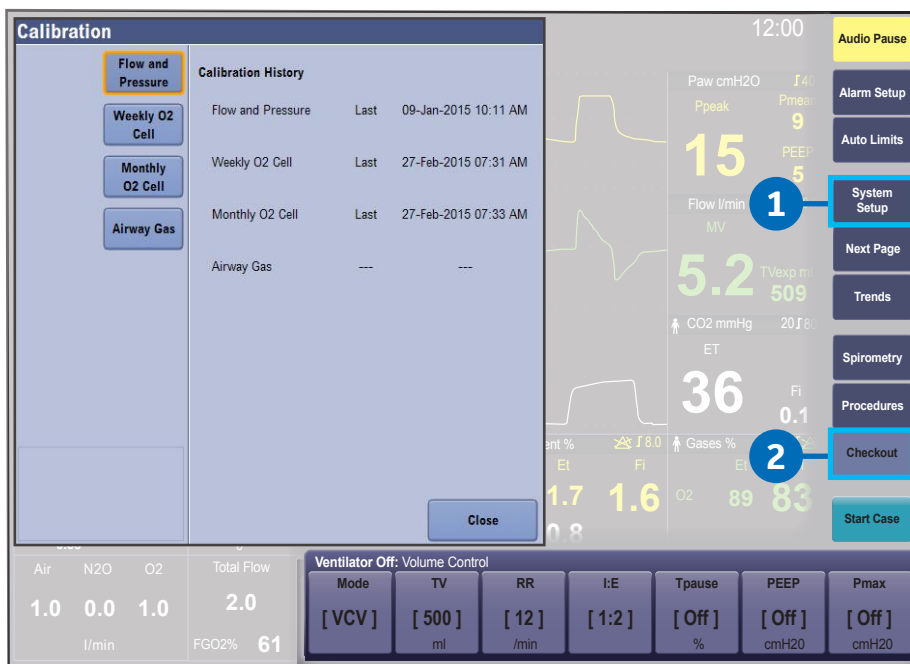 Calibration
Flow and
Pressure
Weekly O2
Cell
Monthly
O2 Cell
Airway Gas
Calibration History
Flow and Pressure Last 09-Jan-2015 10:11 AM
Weekly O2 Cell Last 27-Feb-2015 07:31 AM
Monthly O2 Cell Last 27-Feb-2015 07:33 AM
Airway Gas --- ---
Close
12:00
Paw cmH2O 40
Ppeak
15
9
PEEP
5
Flow l/min
MV
5.2
TVexp ml
509
CO2 mmHg 20 80
ET
36
Fi
0.1
% 8.0
Et Fi
1.7 1.6
0.8
Gases %
O2 89 83
Audio Pause
Alarm Setup
Auto Limits
1
System
Setup
Next Page
Trends
Spirometry
Procedures
2
Checkout
Start Case
Air N2O O2
1.0 0.0 1.0
l/min
Total Flow
2.0
FGO2% 61
Ventilator Off: Volume Control
Mode TV RR I:E Tpause PEEP Pmax
[ VCV ] [ 500 ] [ 12 ] [ 1:2 ] [ Off ] [ Off ] [ Off ]
ml /min % cmH20 cmH20